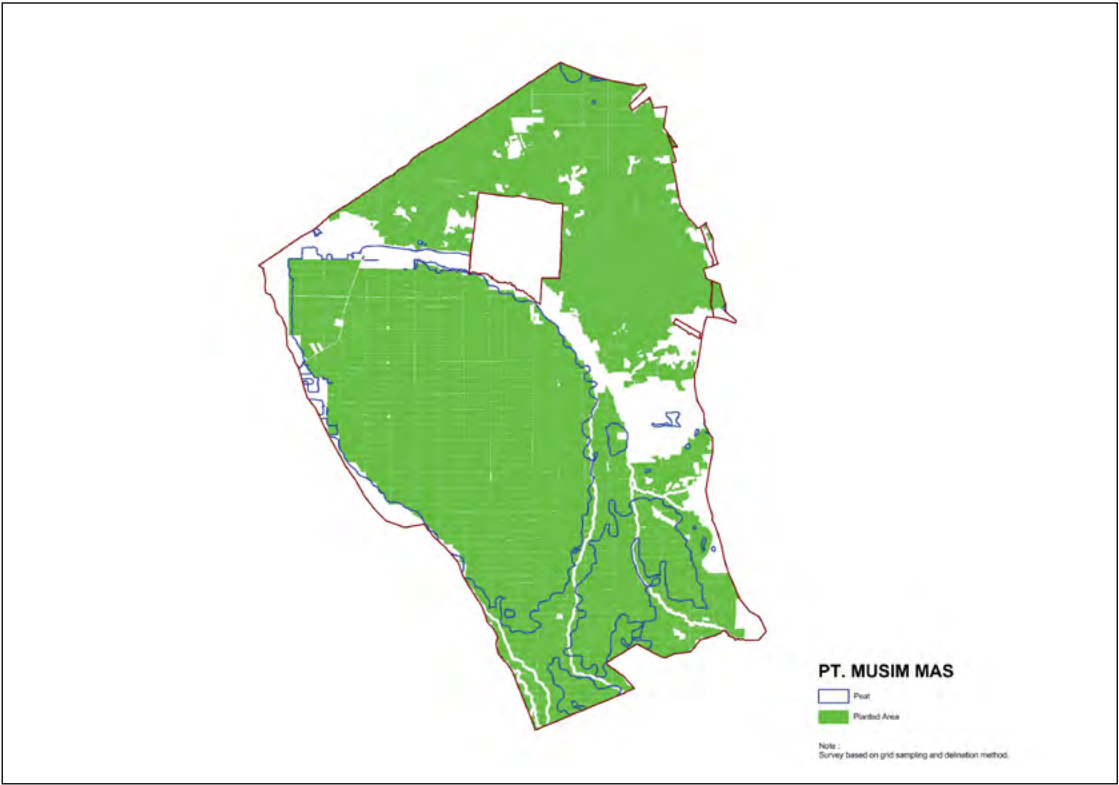 PT. MUSIM MAS
Peat
Planted Area
Note :
Survey based on grid sampling and delination method.